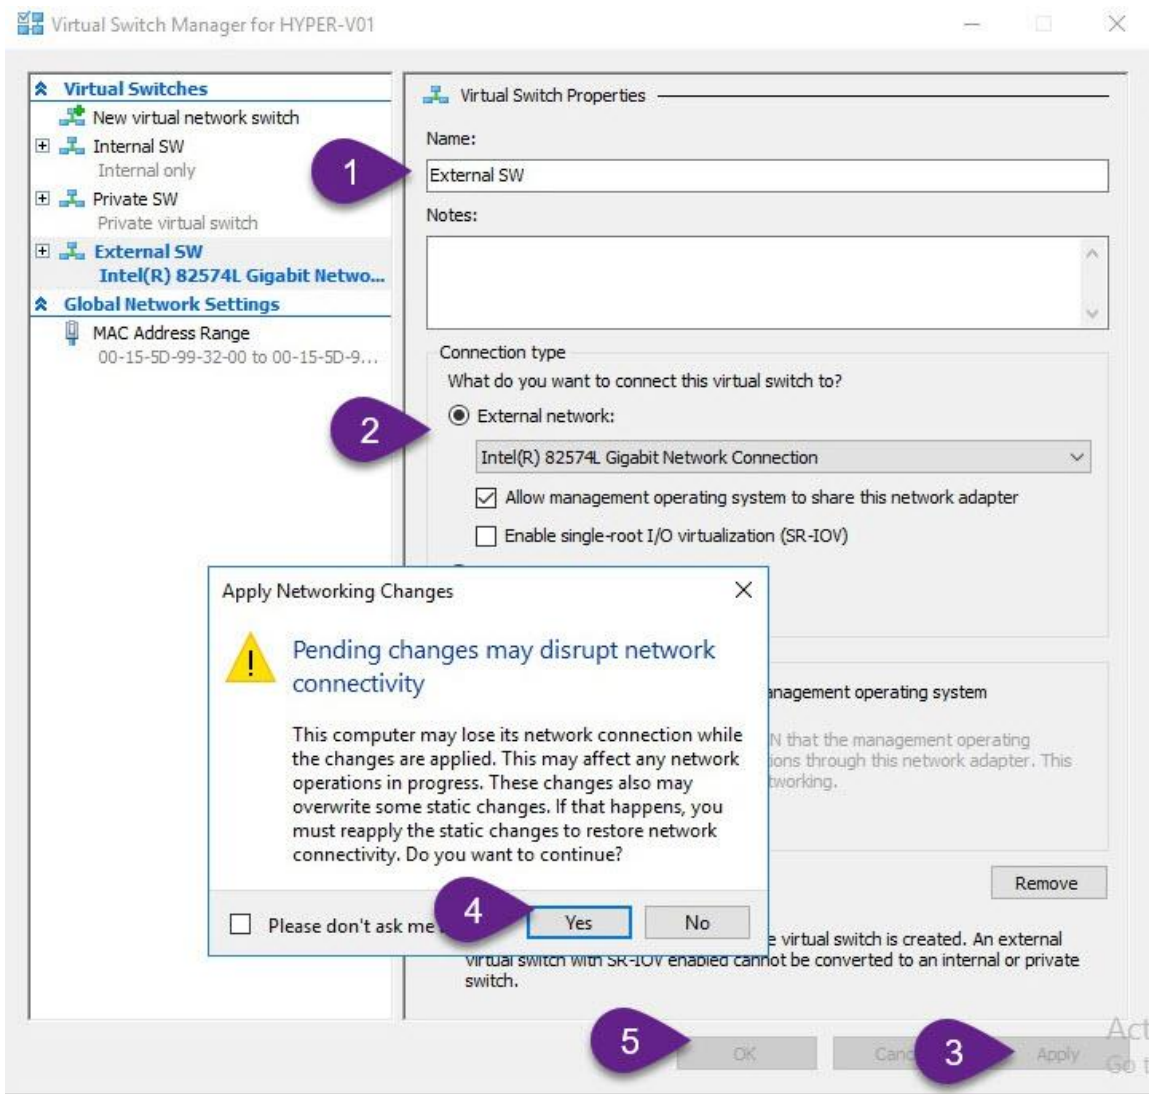 Virtual Switch Manager for HYPER-V01
Virtual Switches
New virtual network switch
Internal SW
Internal only
Private SW
Private virtual switch
External SW
Intel(R) 82574L Gigabit Netwo...
Global Network Settings
MAC Address Range
00-15-5D-99-32-00 to 00-15-5D-9...
Virtual Switch Properties
Name:
1
External SW
Notes:
Connection type
What do you want to connect this virtual switch to?
2
External network:
Intel(R) 82574L Gigabit Network Connection
Allow management operating system to share this network adapter
Enable single-root I/O virtualization (SR-IOV)
Apply Networking Changes
Pending changes may disrupt network
connectivity
This computer may lose its network connection while
the changes are applied. This may affect any network
operations in progress. These changes also may
overwrite some static changes. If that happens, you
must reapply the static changes to restore network
connectivity. Do you want to continue?
Please don't ask me
4
Yes
No
operating system
N that the management operating
through this network adapter. This
Remove
virtual switch is created. An external
virtual switch with SR-IOV enabled cannot be converted to an internal or private
switch.
5
OK
3
Apply